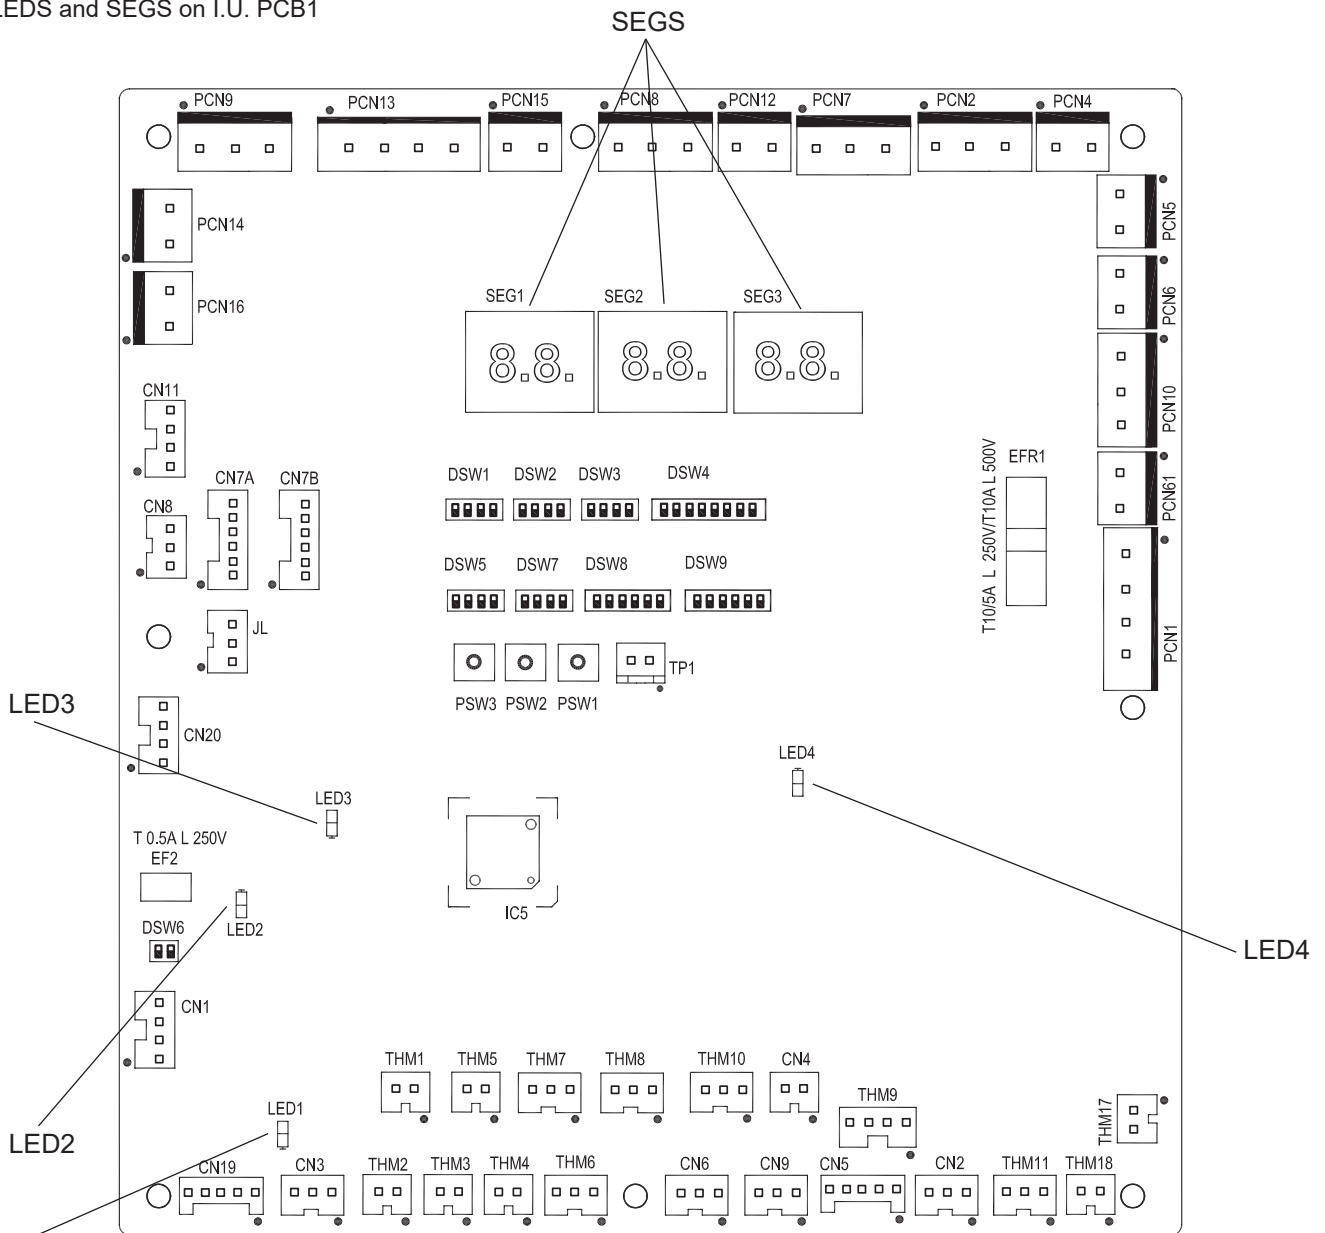 LEDS and SEGS on I.U. PCB1
SEGS
PCN9
PCN13
PCN15
PCN8
PCN12
PCN7
PCN2
PCN4
PCN14
PCN5
PCN16
PCN6
SEG1
SEG2
SEG3
8.8.
8.8.
8.8.
PCN10
CN11
CN7A
CN7B
DSW1
DSW2
DSW3
DSW4
EFR1
T10/5A L 250V/T10A L 500V
PCN61
CN8
DSW5
DSW7
DSW8
DSW9
JL
TP1
PCN1
PSW3
PSW2
PSW1
LED3
CN20
LED4
LED3
T 0.5A L 250V
EF2
IC5
LED2
DSW6
LED4
CN1
THM1
THM5
THM7
THM8
THM10
CN4
THM9
THM17
LED1
LED2
CN19
CN3
THM2
THM3
THM4
THM6
CN6
CN9
CN5
CN2
THM11
THM18